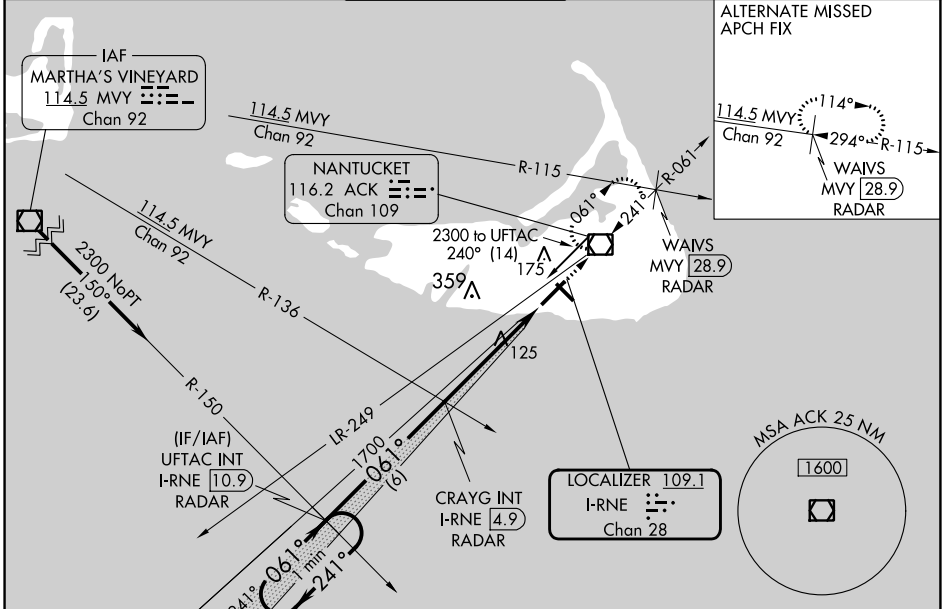 IAF
MARTHA'S VINEYARD
114.5 MVY
Chan 92
114.5 MVY
Chan 92
R-115
NANTUCKET
116.2 ACK
Chan 109
R-061
061°
241°
2300 to UFTAC
240° (14)
175
359
WAIVS
MVY 28.9
RADAR
114.5 MVY
Chan 92
R-136
2300 NoPT
150°
(23.6)
R-150
125
LR-249
1700
061°
(6)
(IF/IAF)
UFTAC INT
I-RNE 10.9
RADAR
CRAYG INT
I-RNE 4.9
RADAR
LOCALIZER 109.1
I-RNE
Chan 28
061°
1 min
241°
241°
ALTERNATE MISSED
APCH FIX
114.5 MVY
Chan 92
114°
294°
R-115
WAIVS
MVY 28.9
RADAR
MSA ACK 25 NM
1600